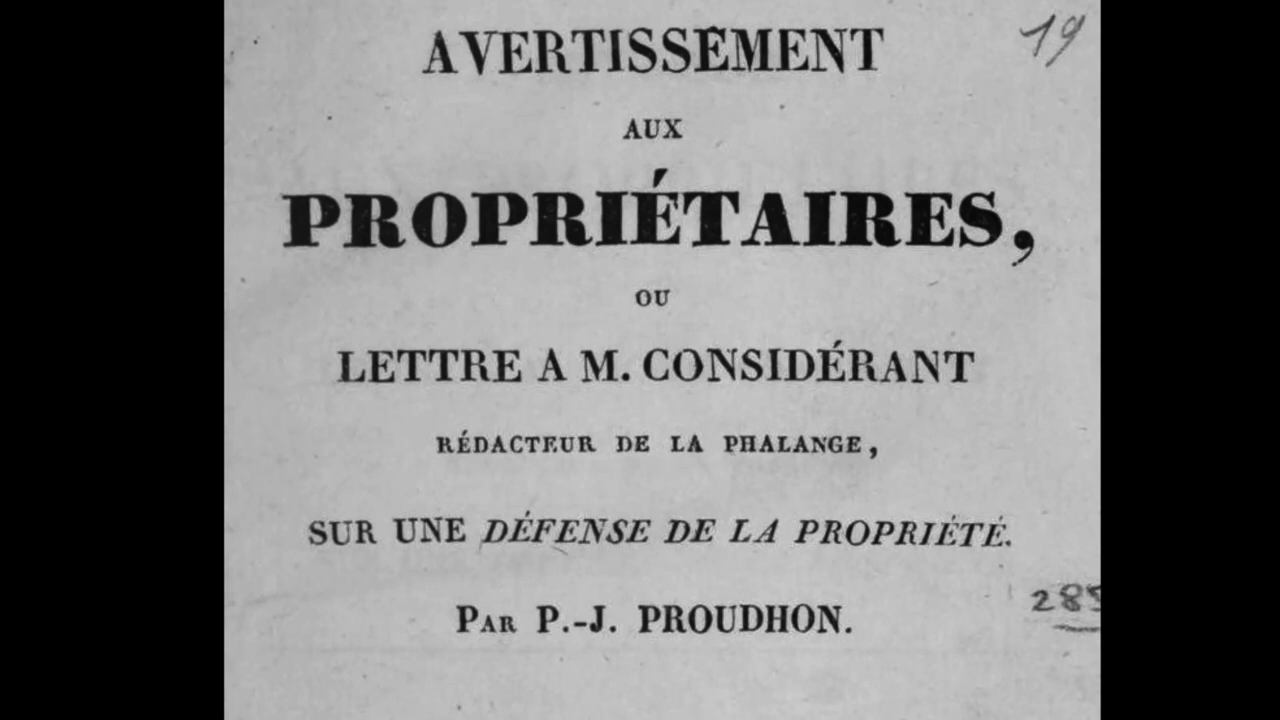 19
AVERTISSEMENT
AUX
PROPRIÉTAIRES,
OU
LETTRE A M. CONSIDÉRANT
RÉDACTEUR DE LA PHALANGE,
SUR UNE DÉFENSE DE LA PROPRIÉTÉ.
PAR P.-J. PROUDHON.